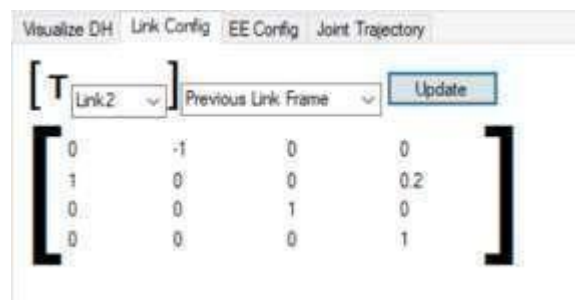 Visualize DH Link Config EE Config Joint Trajectory
[ T Link2 ] Previous Link Frame Update
0 -1 0 0
1 0 0 0.2
0 0 1 0
0 0 0 1